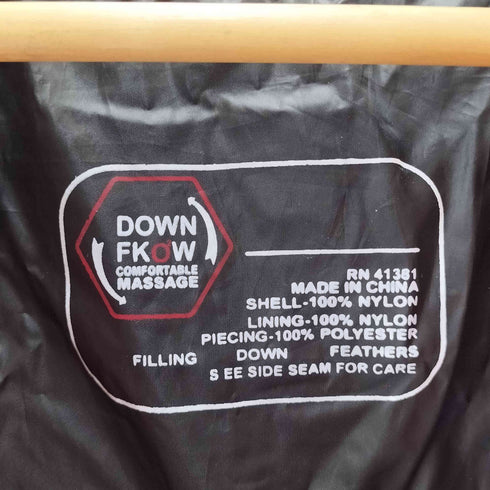 DOWN
FKOW
COMFORTABLE
MASSAGE
RN 41381
MADE IN CHINA
SHELL-100% NYLON
LINING-100% NYLON
PIECING-100% POLYESTER
FILLING DOWN FEATHERS
S EE SIDE SEAM FOR CARE